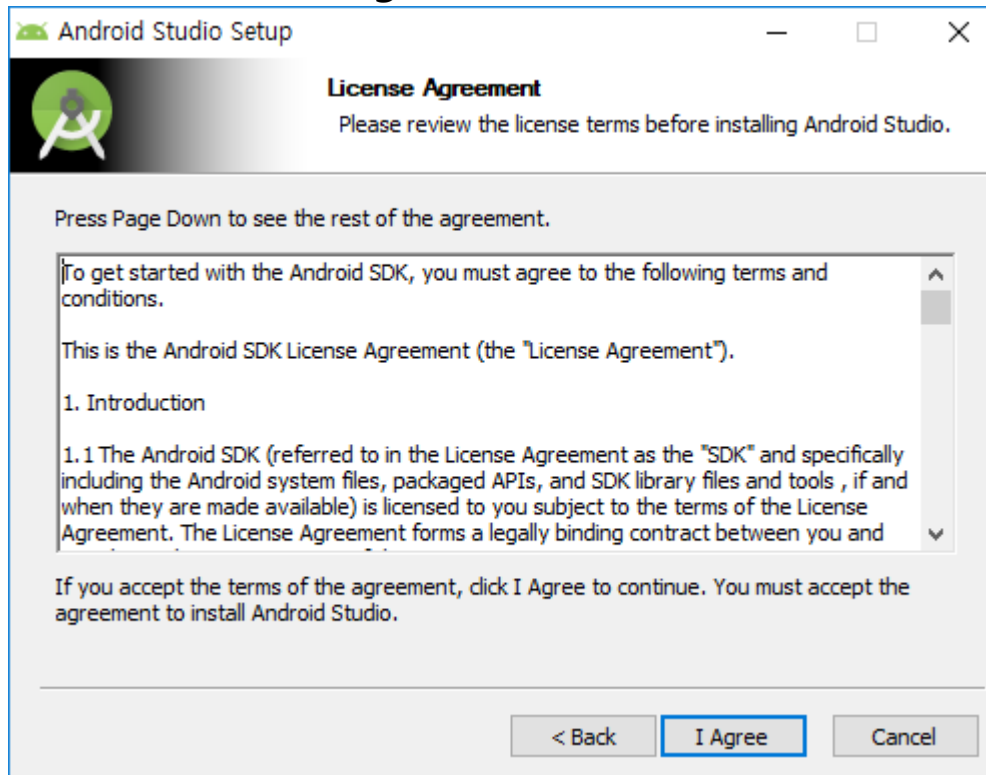 Android Studio Setup
License Agreement
Please review the license terms before installing Android Studio.
Press Page Down to see the rest of the agreement.
To get started with the Android SDK, you must agree to the following terms and
conditions.
This is the Android SDK License Agreement (the "License Agreement").
1. Introduction
1.1 The Android SDK (referred to in the License Agreement as the "SDK" and specifically
including the Android system files, packaged APIs, and SDK library files and tools , if and
when they are made available) is licensed to you subject to the terms of the License
Agreement. The License Agreement forms a legally binding contract between you and
If you accept the terms of the agreement, click I Agree to continue. You must accept the
agreement to install Android Studio.
< Back
I Agree
Cancel